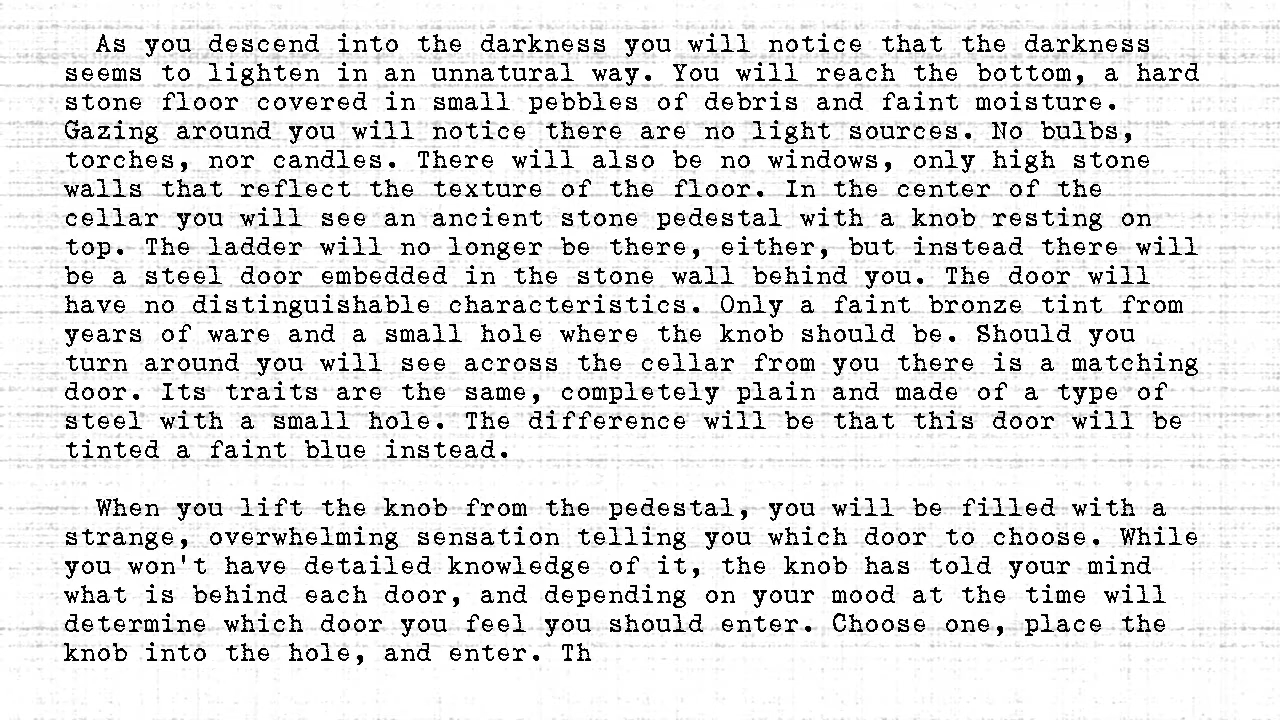 As you descend into the darkness you will notice that the darkness
seems to lighten in an unnatural way. You will reach the bottom, a hard
stone floor covered in small pebbles of debris and faint moisture.
Gazing around you will notice there are no light sources. No bulbs,
torches, nor candles. There will also be no windows, only high stone
walls that reflect the texture of the floor. In the center of the
cellar you will see an ancient stone pedestal with a knob resting on
top. The ladder will no longer be there, either, but instead there will
be a steel door embedded in the stone wall behind you. The door will
have no distinguishable characteristics. Only a faint bronze tint from
years of ware and a small hole where the knob should be. Should you
turn around you will see across the cellar from you there is a matching
door. Its traits are the same, completely plain and made of a type of
steel with a small hole. The difference will be that this door will be
tinted a faint blue instead.
When you lift the knob from the pedestal, you will be filled with a
strange, overwhelming sensation telling you which door to choose. While
you won't have detailed knowledge of it, the knob has told your mind
what is behind each door, and depending on your mood at the time will
determine which door you feel you should enter. Choose one, place the
knob into the hole, and enter. Th